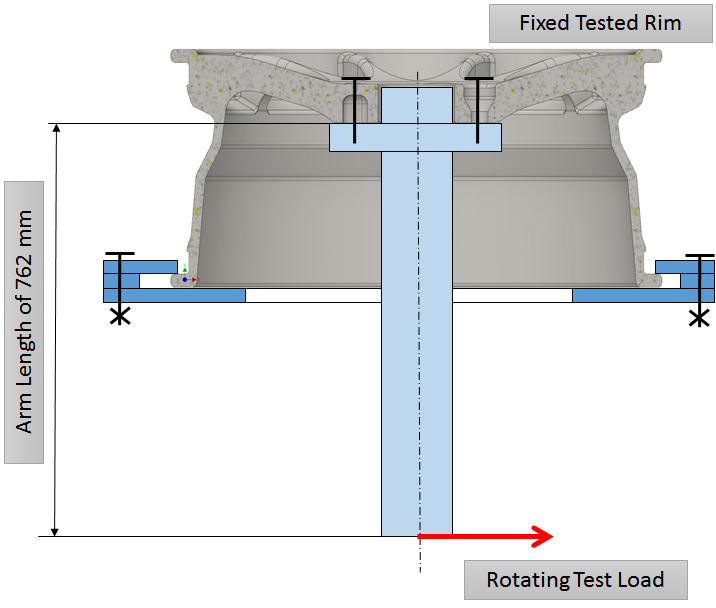 Fixed Tested Rim
Arm Length of 762 mm
Rotating Test Load